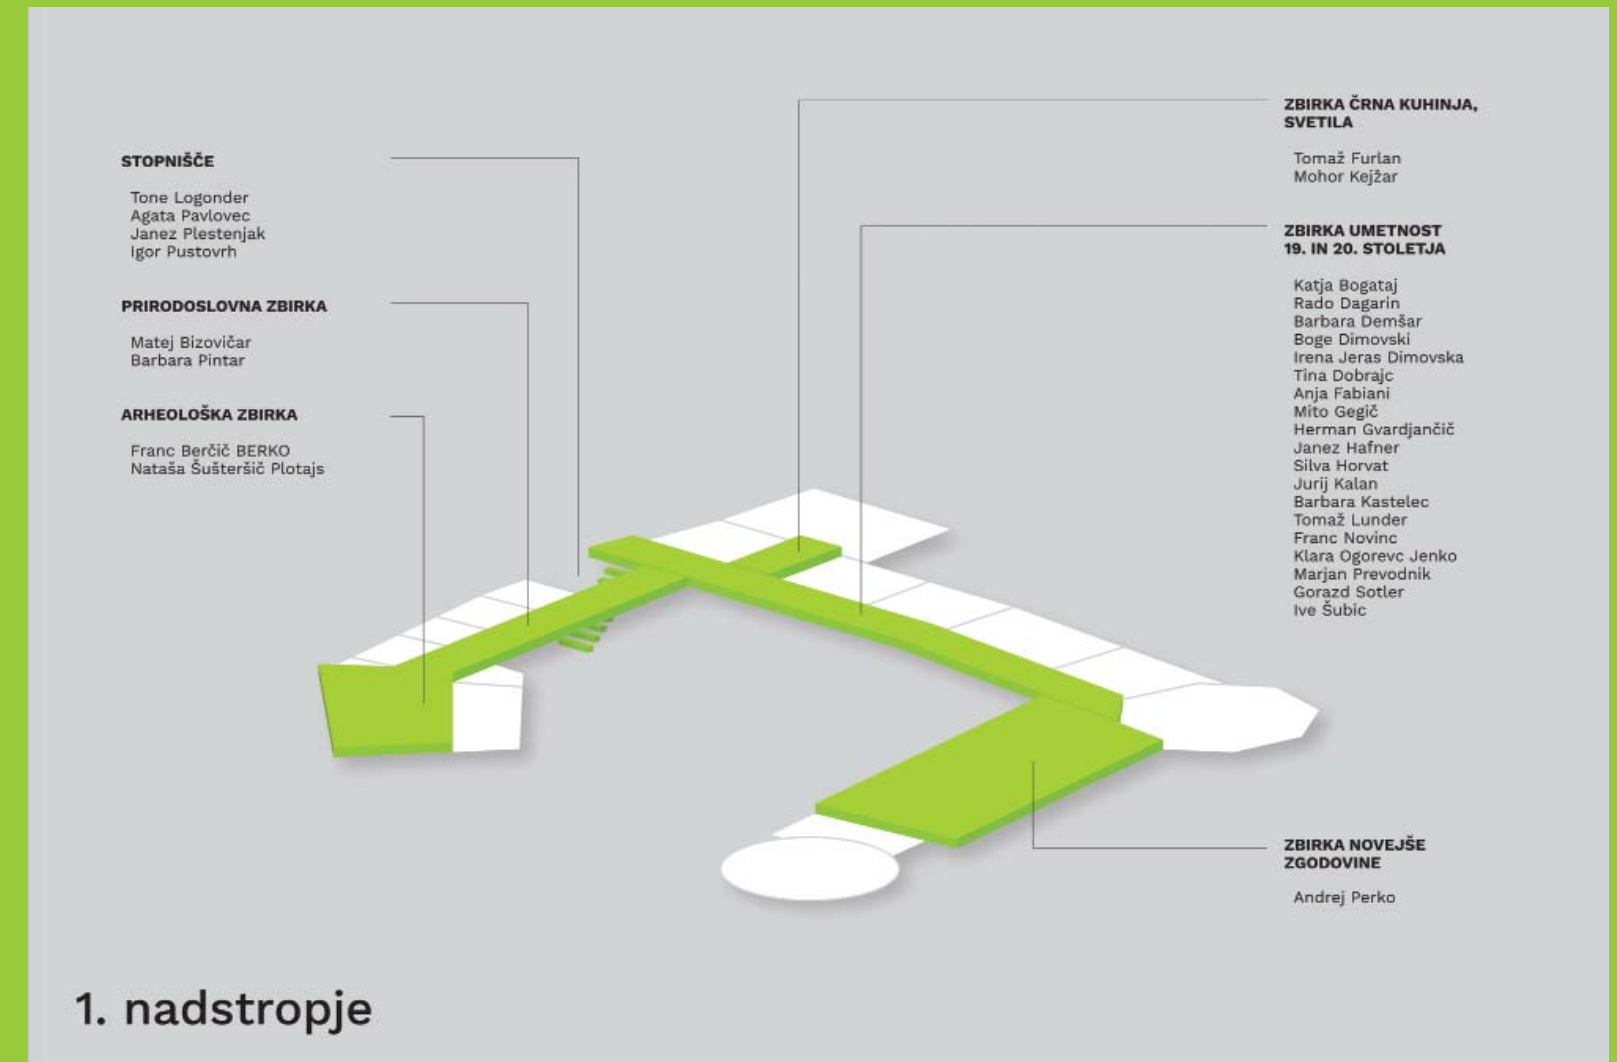 STOPNIŠČE
Tone Logonder
Agata Pavlovec
Janez Plestenjak
Igor Pustovrh
PRIRODOSLOVNA ZBIRKA
Matej Bizovičar
Barbara Pintar
ARHEOLOŠKA ZBIRKA
Franc Berčič BERKO
Nataša Šušteršič Plotajs
ZBIRKA ČRNA KUHINJA,
SVETILA
Tomaž Furlan
Mohor Kejžar
ZBIRKA UMETNOST
19. IN 20. STOLETJA
Katja Bogataj
Rado Dagarin
Barbara Demšar
Boge Dimovski
Irena Jeras Dimovska
Tina Dobrajc
Anja Fabiani
Mito Gegič
Herman Gvardjančič
Janez Hafner
Silva Horvat
Jurij Kalan
Barbara Kastelec
Tomaž Lunder
Franc Novinc
Klara Ogorevc Jenko
Marjan Prevodnik
Gorazd Sotler
Ive Šubic
ZBIRKA NOVEJŠE
ZGODOVINE
Andrej Perko
1. nadstropje